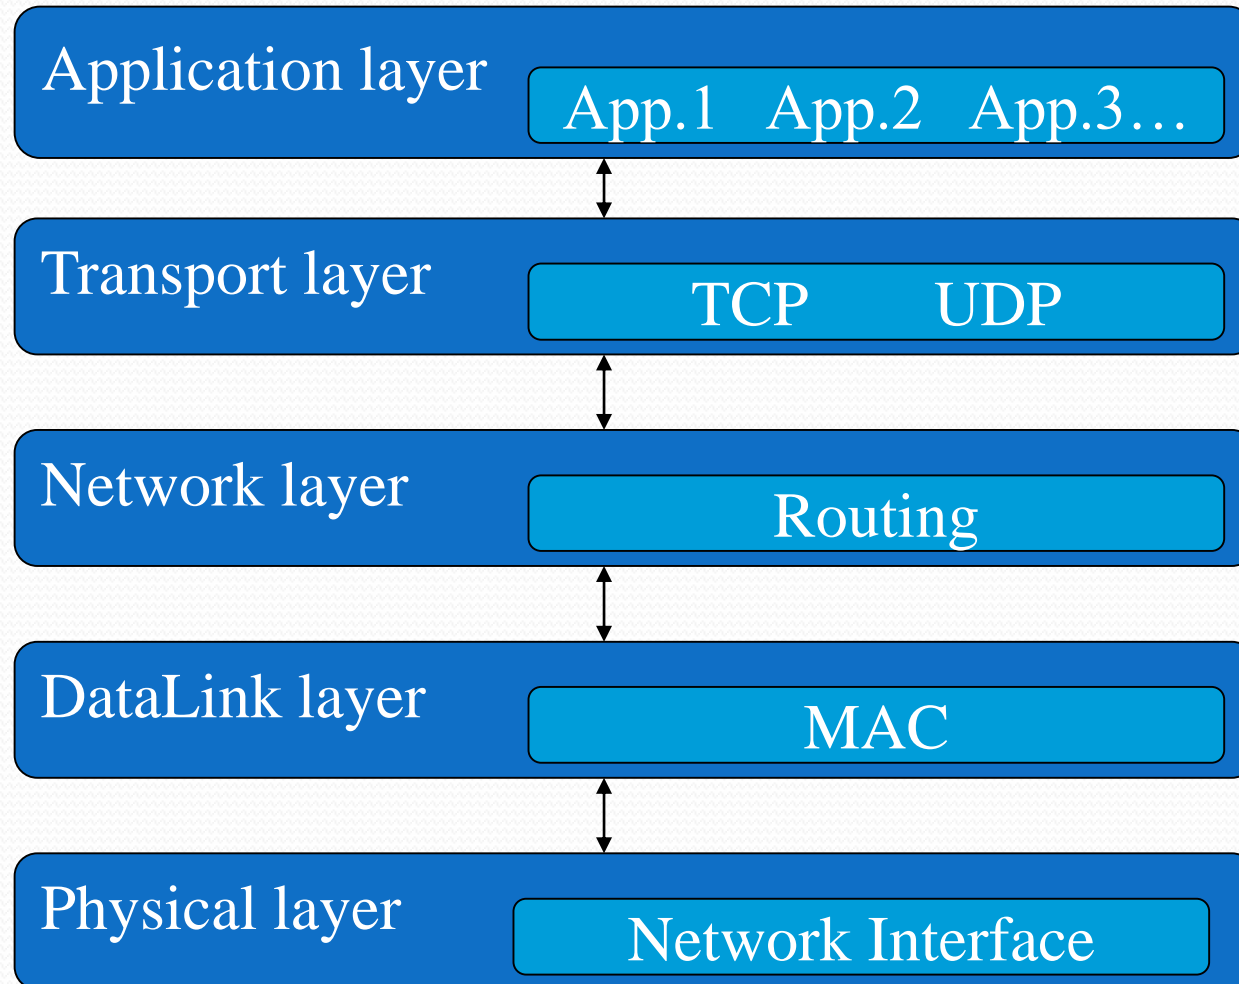 Application layer
App.1 App.2 App.3…
Transport layer
TCP UDP
Network layer
Routing
DataLink layer
MAC
Physical layer
Network Interface